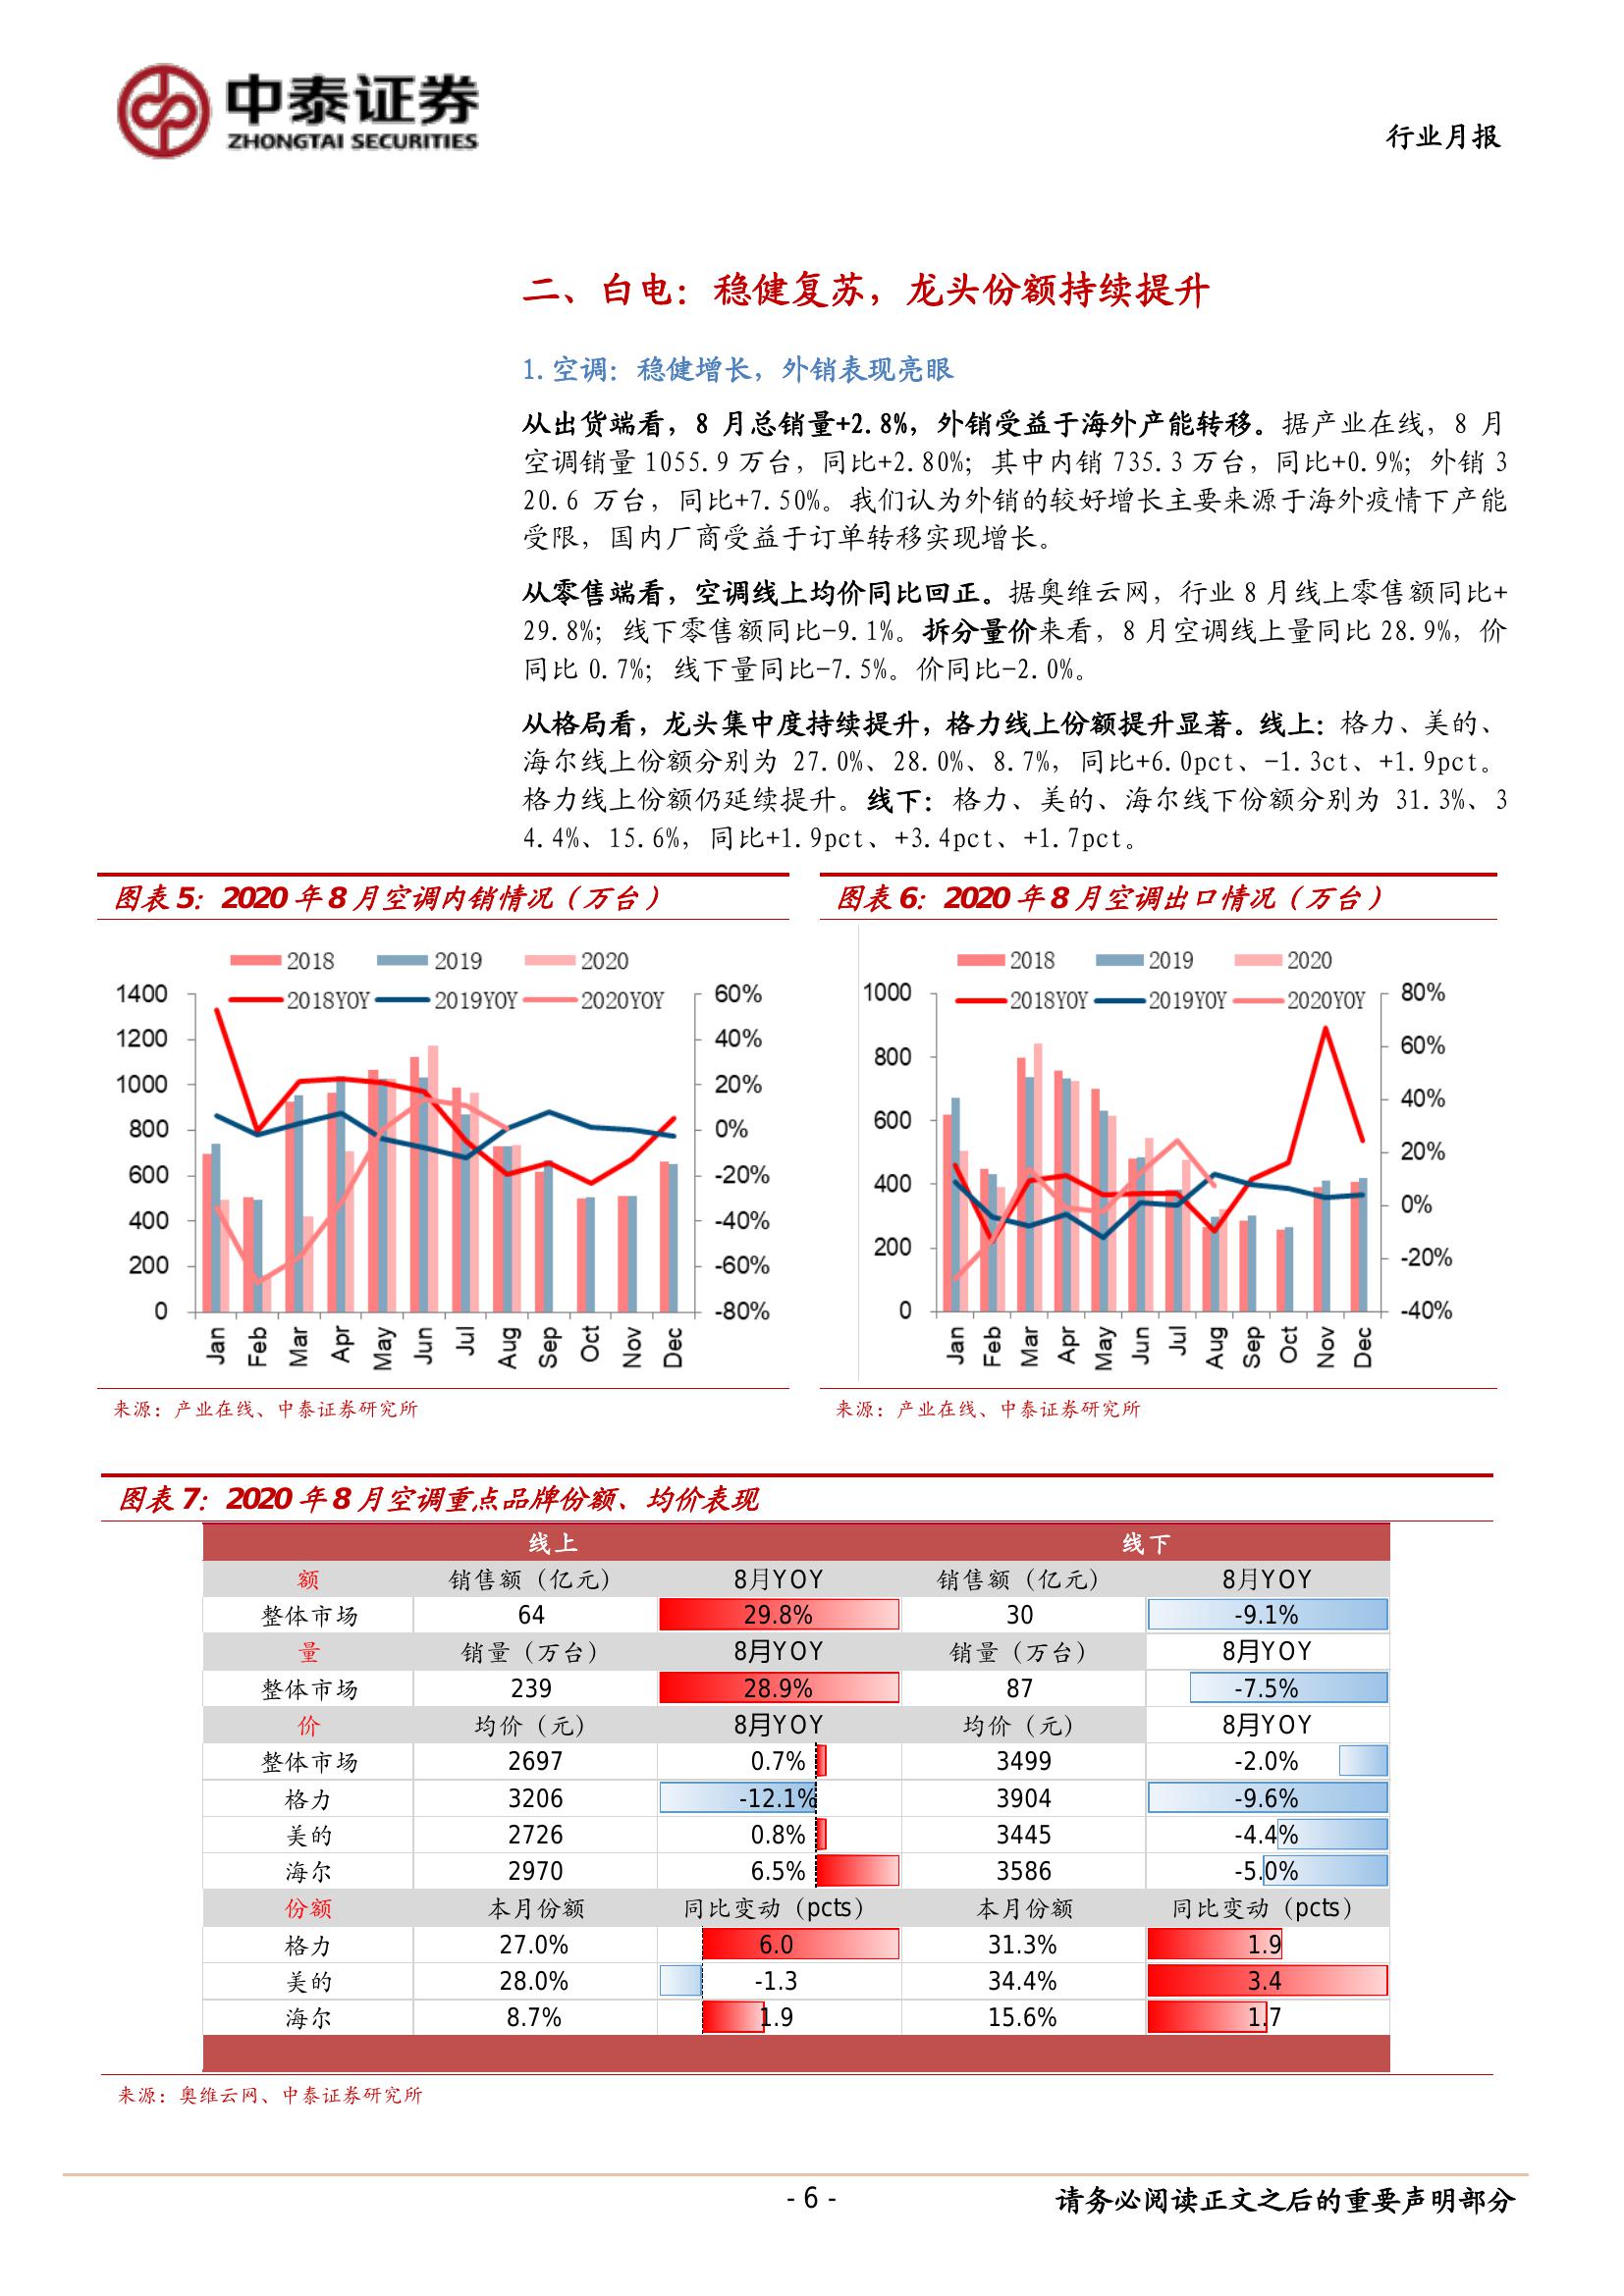 中泰证券
ZHONGTAI SECURITIES
行业月报
二、白电：稳健复苏，龙头份额持续提升
1.空调：稳健增长，外销表现亮眼
从出货端看，8 月总销量+2.8%，外销受益于海外产能转移。据产业在线，8 月
空调销量 1055.9 万台，同比+2.80%；其中内销 735.3 万台，同比+0.9%；外销 3
20.6 万台，同比+7.50%。我们认为外销的较好增长主要来源于海外疫情下产能
受限，国内厂商受益于订单转移实现增长。
从零售端看，空调线上均价同比回正。据奥维云网，行业 8 月线上零售额同比+
29.8%；线下零售额同比-9.1%。拆分量价来看，8 月空调线上量同比 28.9%，价
同比 0.7%；线下量同比-7.5%。价同比-2.0%。
从格局看，龙头集中度持续提升，格力线上份额提升显著。线上：格力、美的、
海尔线上份额分别为 27.0%、28.0%、8.7%，同比+6.0pct、-1.3ct、+1.9pct。
格力线上份额仍延续提升。线下：格力、美的、海尔线下份额分别为 31.3%、3
4.4%、15.6%，同比+1.9pct、+3.4pct、+1.7pct。
图表 5：2020 年 8 月空调内销情况（万台）
2018 2019 2020
2018YOY 2019YOY 2020YOY
1400 60%
1200 40%
1000 20%
800 0%
600 -20%
400 -40%
200 -60%
0 -80%
Jan Feb Mar Apr May Jun Jul Aug Sep Oct Nov Dec
来源：产业在线、中泰证券研究所
图表 6：2020 年 8 月空调出口情况（万台）
2018 2019 2020
2018YOY 2019YOY 2020YOY
1000 80%
60%
800
40%
600
20%
400
0%
200
-20%
0 -40%
Jan Feb Mar Apr May Jun Jul Aug Sep Oct Nov Dec
来源：产业在线、中泰证券研究所
图表 7：2020 年 8 月空调重点品牌份额、均价表现
线上 线下
额 销售额（亿元） 8月YOY 销售额（亿元） 8月YOY
整体市场 64 29.8% 30 -9.1%
量 销量（万台） 8月YOY 销量（万台） 8月YOY
整体市场 239 28.9% 87 -7.5%
价 均价（元） 8月YOY 均价（元） 8月YOY
整体市场 2697 0.7% 3499 -2.0%
格力 3206 -12.1% 3904 -9.6%
美的 2726 0.8% 3445 -4.4%
海尔 2970 6.5% 3586 -5.0%
份额 本月份额 同比变动（pcts） 本月份额 同比变动（pcts）
格力 27.0% 6.0 31.3% 1.9
美的 28.0% -1.3 34.4% 3.4
海尔 8.7% 1.9 15.6% 1.7
来源：奥维云网、中泰证券研究所
- 6 -
请务必阅读正文之后的重要声明部分